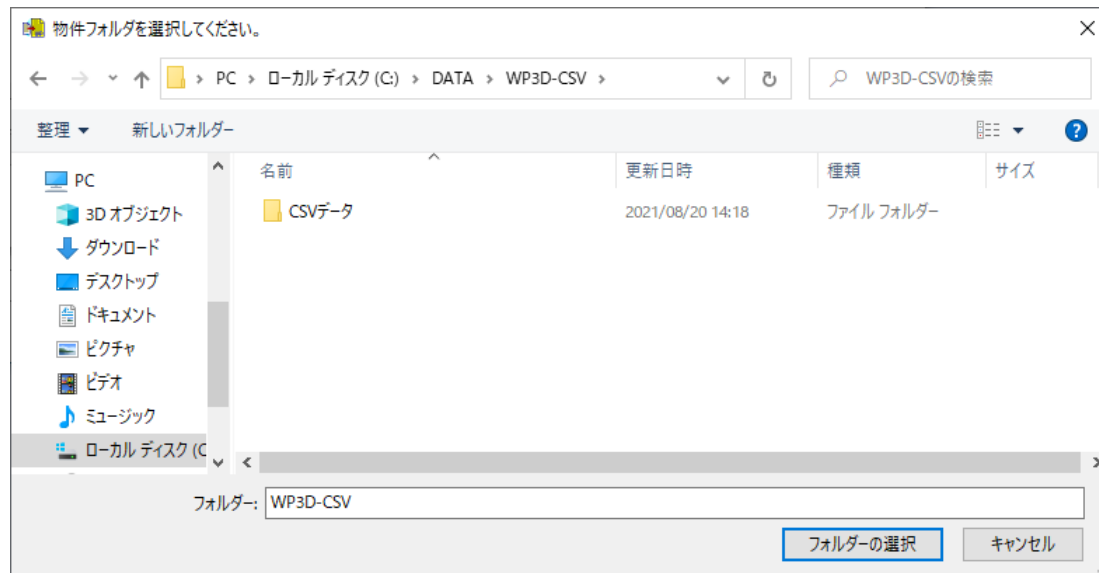 物件フォルダを選択してください。
PC › ローカル ディスク (C:) › DATA › WP3D-CSV ›
WP3D-CSVの検索
整理
新しいフォルダー
名前
更新日時
種類
サイズ
CSVデータ
2021/08/20 14:18
ファイル フォルダー
PC
3D オブジェクト
ダウンロード
デスクトップ
ドキュメント
ピクチャ
ビデオ
ミュージック
ローカル ディスク (C
フォルダー: WP3D-CSV
フォルダーの選択
キャンセル